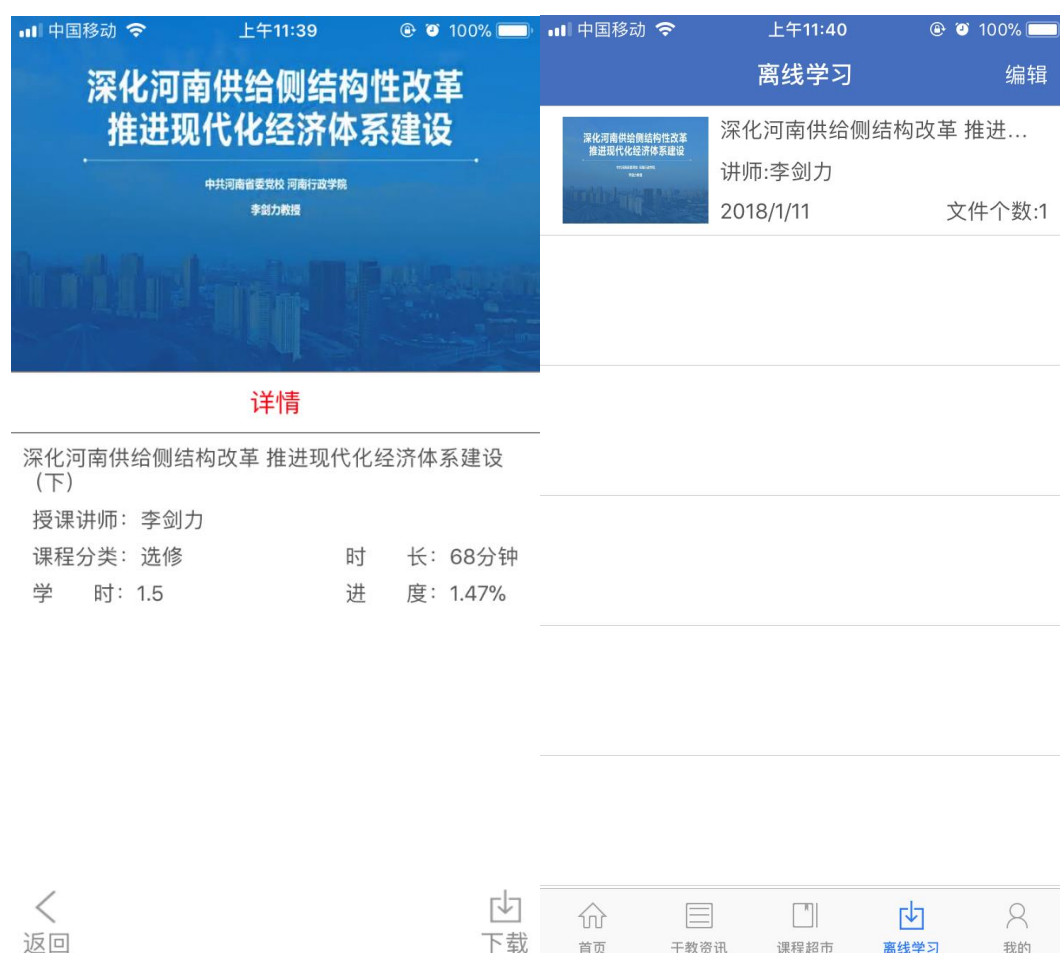 中国移动 上午11:39 100%
深化河南供给侧结构性改革
推进现代化经济体系建设
中共河南省委党校 河南行政学院
李剑力教授
详情
深化河南供给侧结构改革 推进现代化经济体系建设
(下)
授课讲师：李剑力
课程分类：选修 时 长：68分钟
学 时：1.5 进 度：1.47%
返回 下载
中国移动 上午11:40 100%
离线学习 编辑
深化河南供给侧结构性改革
推进现代化经济体系建设
深化河南供给侧结构改革 推进…
讲师:李剑力
2018/1/11 文件个数:1
首页 干教资讯 课程超市 离线学习 我的